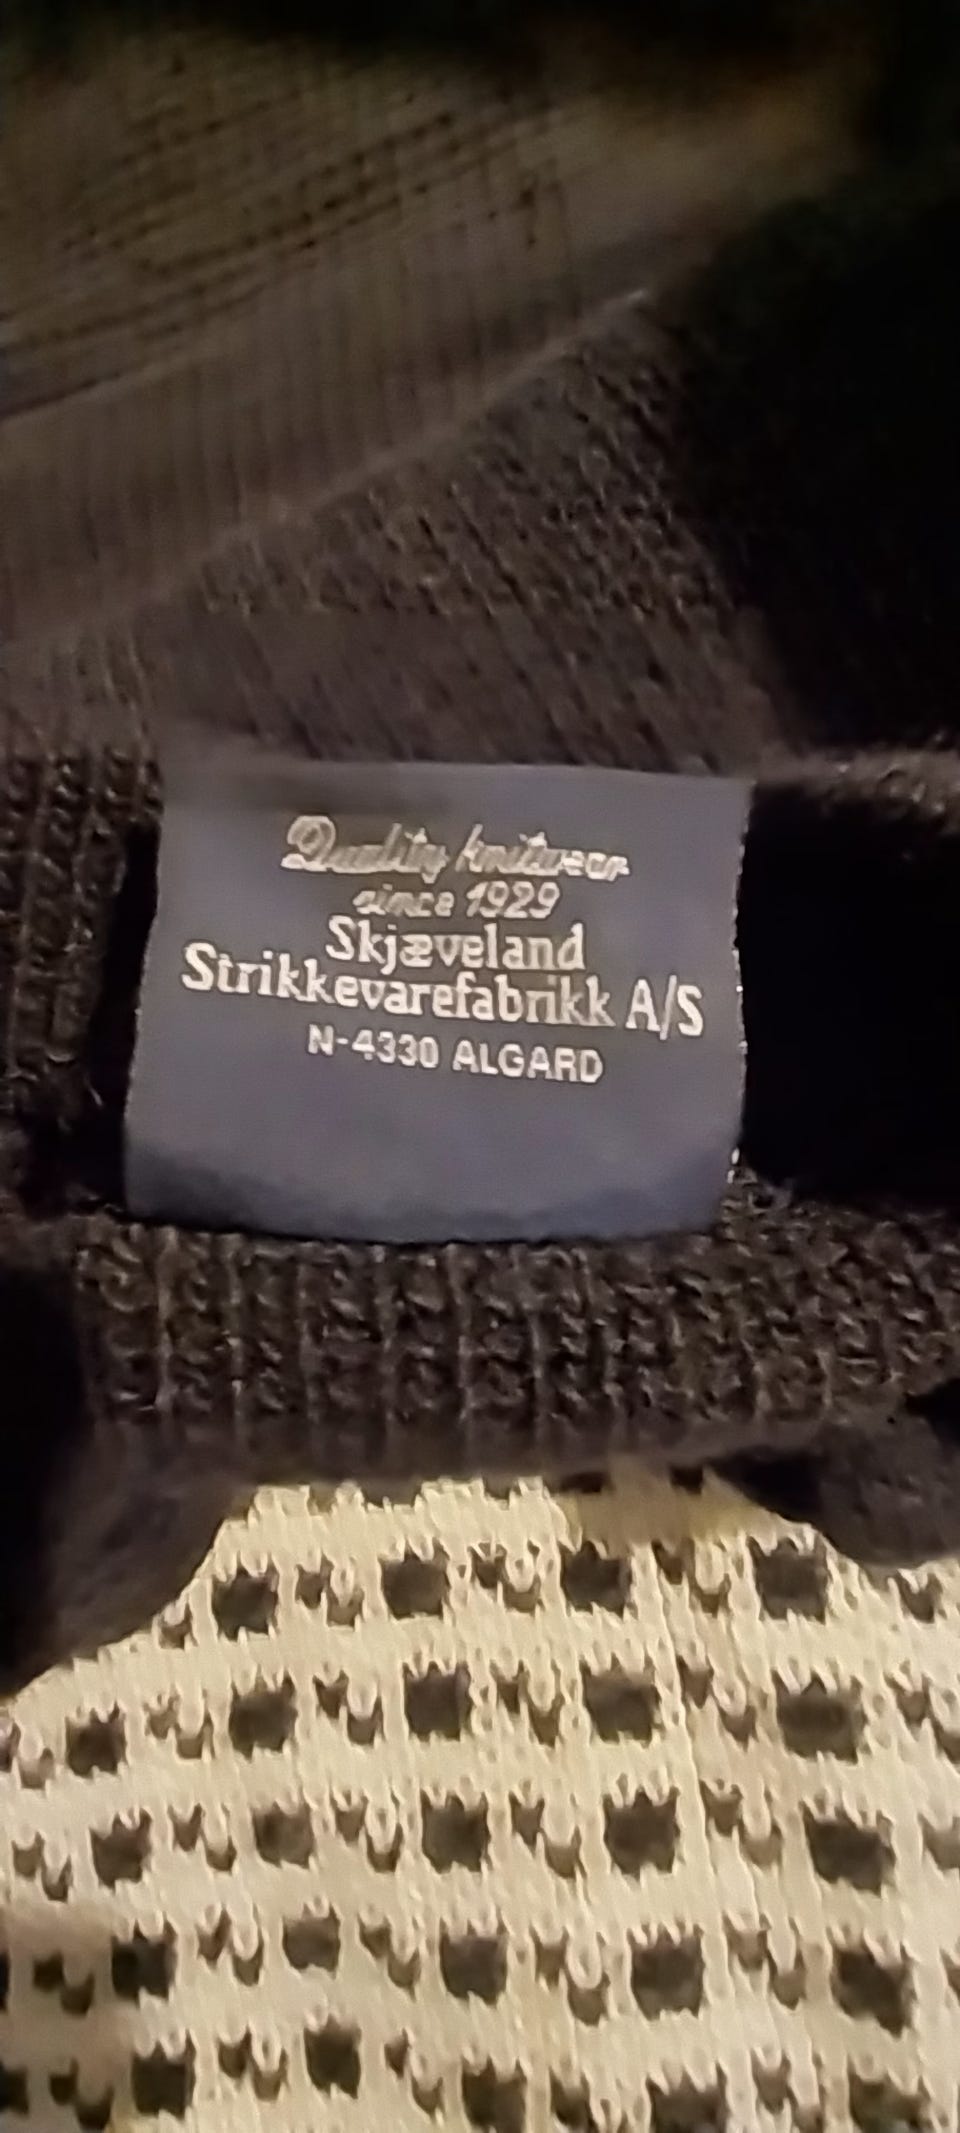 Quality knitwear
since 1929
Skjæveland
Strikkevarefabrikk A/S
N-4330 ALGARD